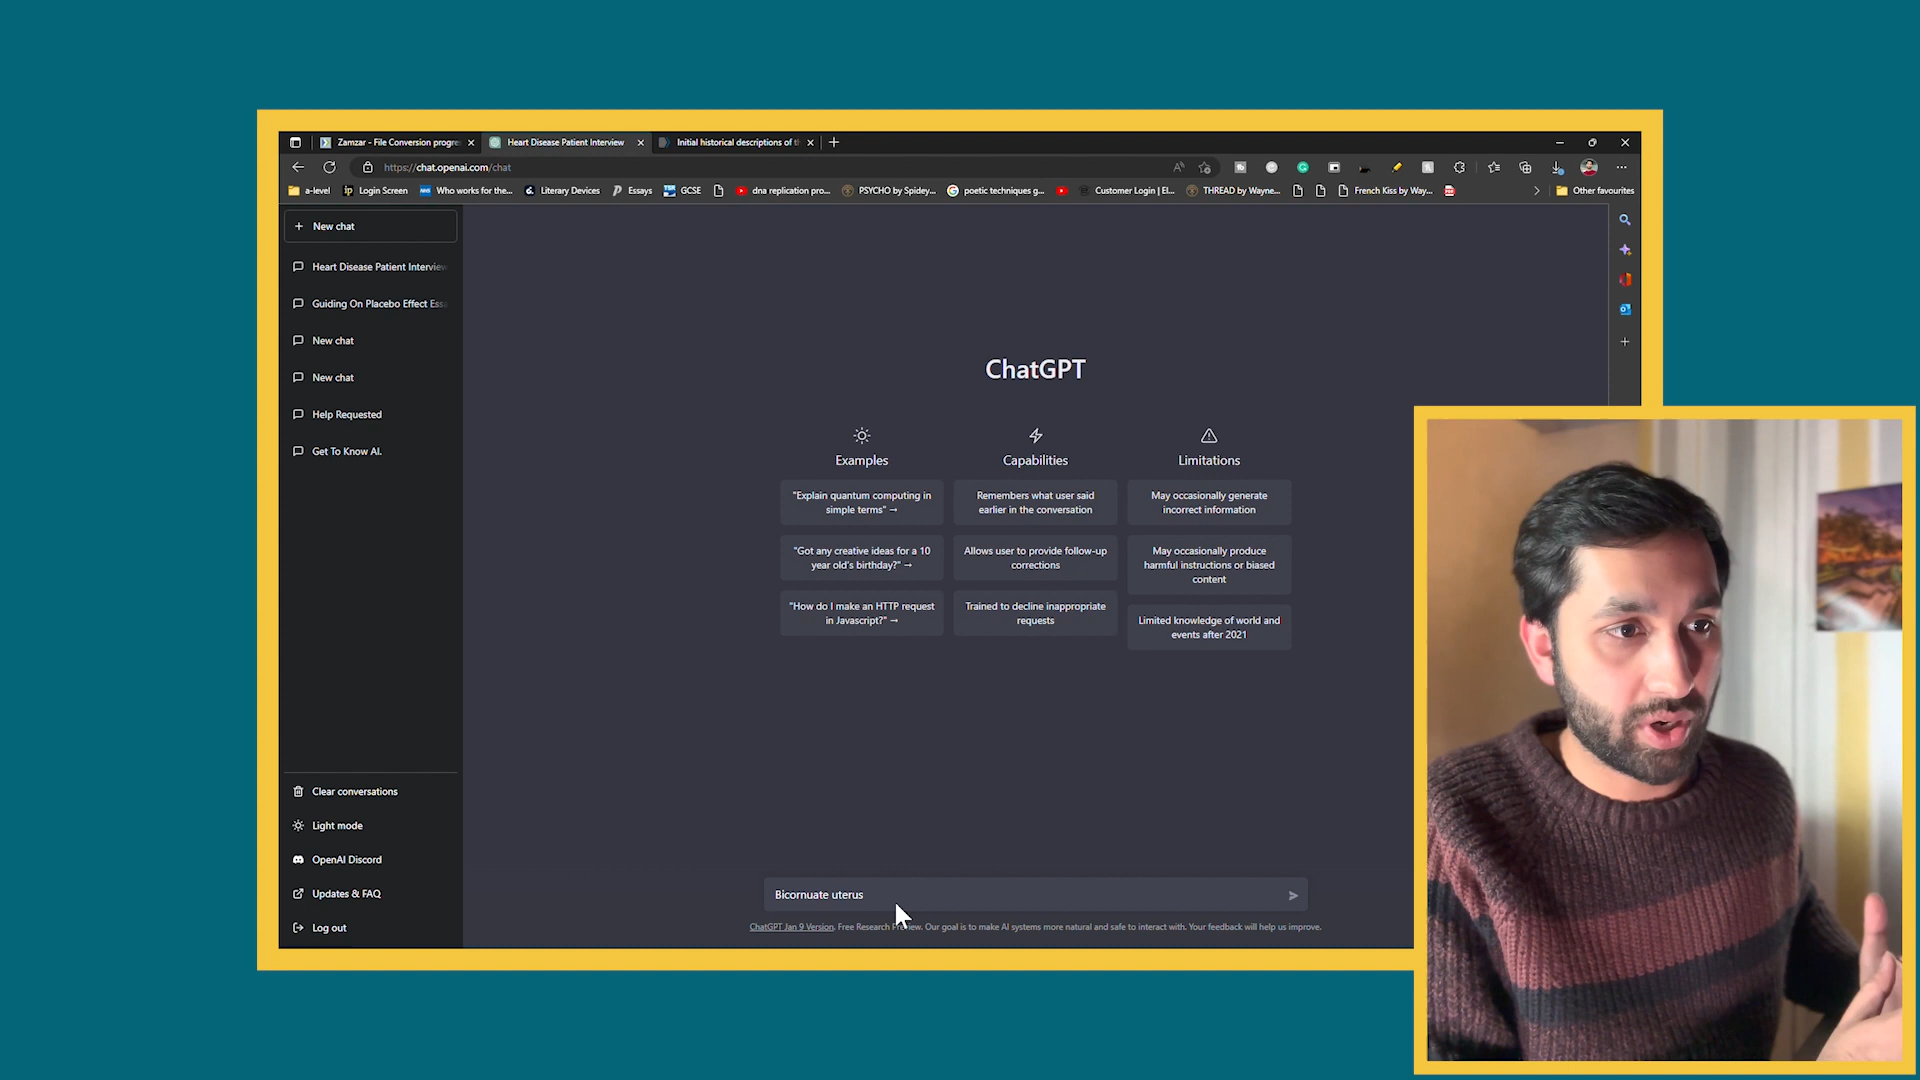 Zamzar - File Conversion progre
Heart Disease Patient Interview
Initial historical descriptions of t
https://chat.openai.com/chat
a-level
Login Screen
Who works for the...
Literary Devices
Essays
GCSE
dna replication pro...
PSYCHO by Spidey...
poetic techniques g...
Customer Login | El...
THREAD by Wayne...
French Kiss by Way...
Other favourites
New chat
Heart Disease Patient Interview
Guiding On Placebo Effect Ess
New chat
New chat
Help Requested
Get To Know AI.
Clear conversations
Light mode
OpenAI Discord
Updates & FAQ
Log out
ChatGPT
Examples
"Explain quantum computing in
simple terms" →
"Got any creative ideas for a 10
year old's birthday?" →
"How do I make an HTTP request
in Javascript?" →
Capabilities
Remembers what user said
earlier in the conversation
Allows user to provide follow-up
corrections
Trained to decline inappropriate
requests
Limitations
May occasionally generate
incorrect information
May occasionally produce
harmful instructions or biased
content
Limited knowledge of world and
events after 2021
Bicornuate uterus
ChatGPT Jan 9 Version. Free Research Preview. Our goal is to make AI systems more natural and safe to interact with. Your feedback will help us improve.